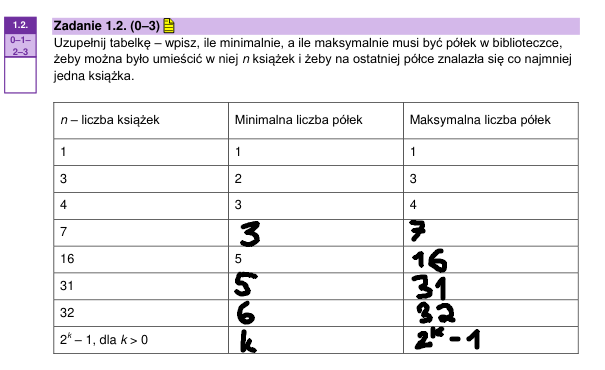 1.2.
0–1–
2–3
Zadanie 1.2. (0–3)
Uzupełnij tabelkę – wpisz, ile minimalnie, a ile maksymalnie musi być półek w biblioteczce,
żeby można było umieścić w niej n książek i żeby na ostatniej półce znalazła się co najmniej
jedna książka.
n – liczba książek Minimalna liczba półek Maksymalna liczba półek
1 1 1
3 2 3
4 3 4
7 3 7
16 5 16
31 5 31
32 6 32
2^k – 1, dla k > 0 k 2^k – 1